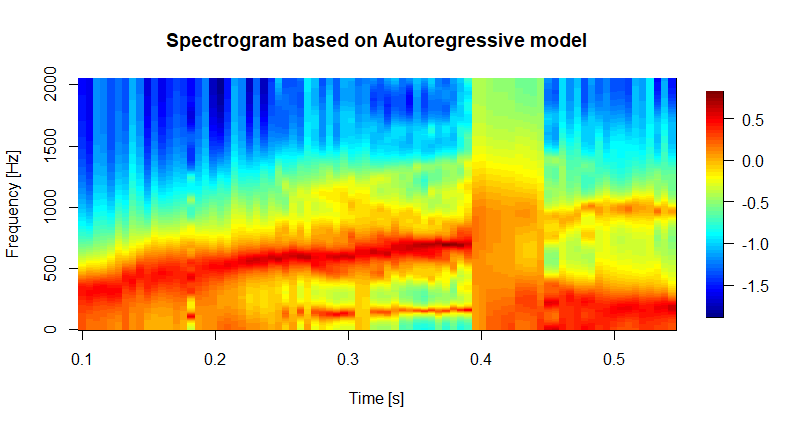 Spectrogram based on Autoregressive model
Frequency [Hz]
2000
1500
1000
500
0
0.1 0.2 0.3 0.4 0.5
Time [s]
0.5
0.0
-0.5
-1.0
-1.5